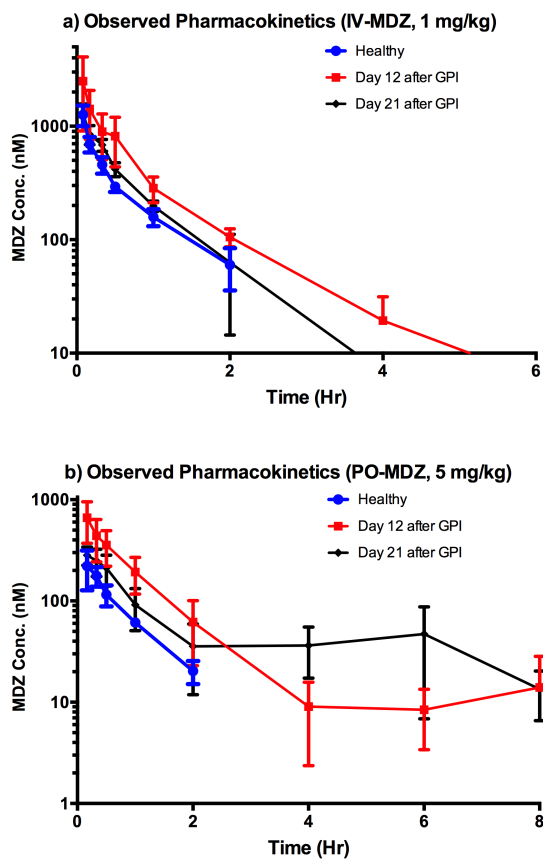 a) Observed Pharmacokinetics (IV-MDZ, 1 mg/kg)
Healthy
Day 12 after GPI
Day 21 after GPI
MDZ Conc. (nM)
1000
100
10
0
2
4
6
Time (Hr)
b) Observed Pharmacokinetics (PO-MDZ, 5 mg/kg)
Healthy
Day 12 after GPI
Day 21 after GPI
MDZ Conc. (nM)
1000
100
10
1
0
2
4
6
8
Time (Hr)